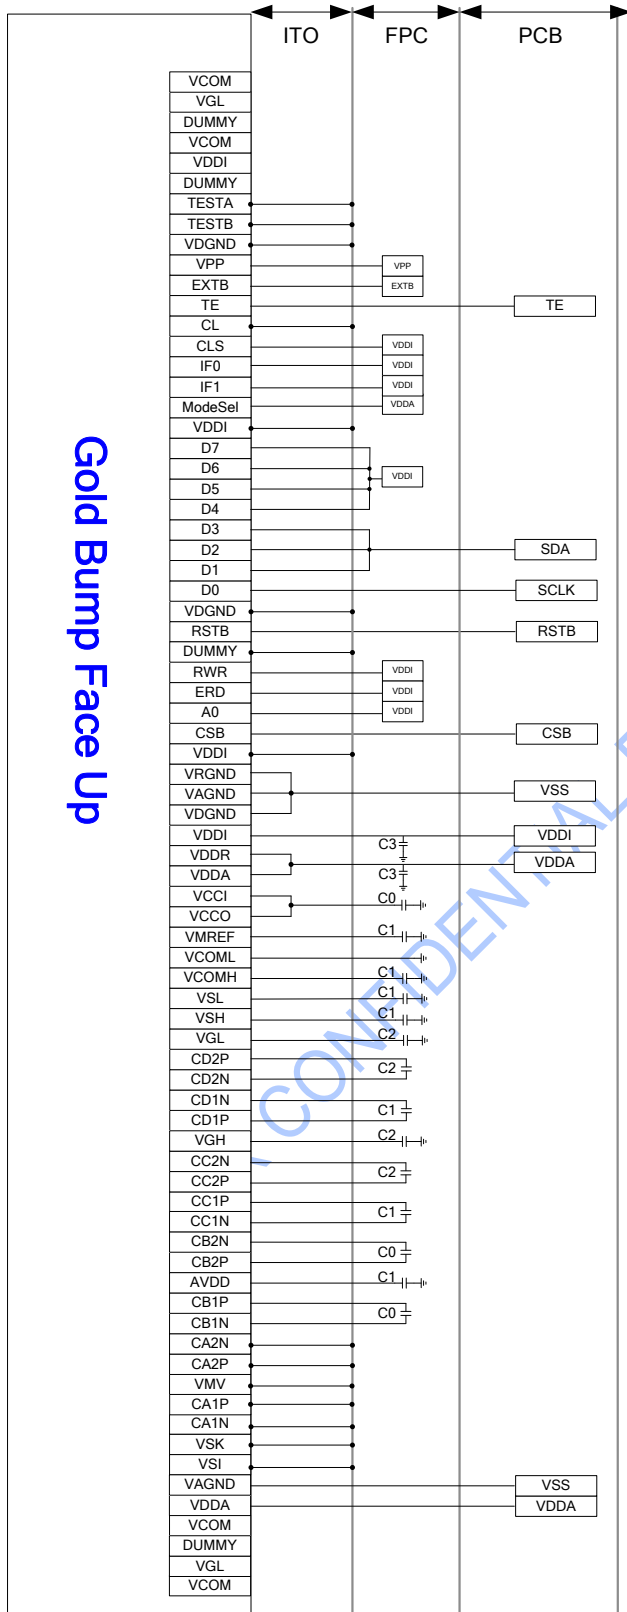 ITO FPC PCB
VCOM
VGL
DUMMY
VCOM
VDDI
DUMMY
TESTA
TESTB
VDGND
VPP VPP
EXTB EXTB
TE TE
CL
CLS VDDI
IF0 VDDI
IF1 VDDI
ModeSel VDDA
VDDI
D7
D6
D5 VDDI
D4
D3
D2 SDA
D1
D0 SCLK
VDGND
RSTB RSTB
DUMMY
RWR VDDI
ERD VDDI
A0 VDDI
CSB CSB
VDDI
VRGND
VAGND VSS
VDGND
VDDI VDDI
C3
VDDR VDDA
VDDA C3
VCCI C0
VCCO
VMREF C1
VCOML
VCOMH C1
VSL C1
VSH C1
VGL C2
CD2P
C2
CD2N
CD1N
C1
CD1P
VGH C2
CC2N
C2
CC2P
CC1P
C1
CC1N
CB2N
C0
CB2P
AVDD C1
CB1P
C0
CB1N
CA2N
CA2P
VMV
CA1P
CA1N
VSK
VSI
VAGND VSS
VDDA VDDA
VCOM
DUMMY
VGL
VCOM
Gold Bump Face Up
CONFIDENTIAL